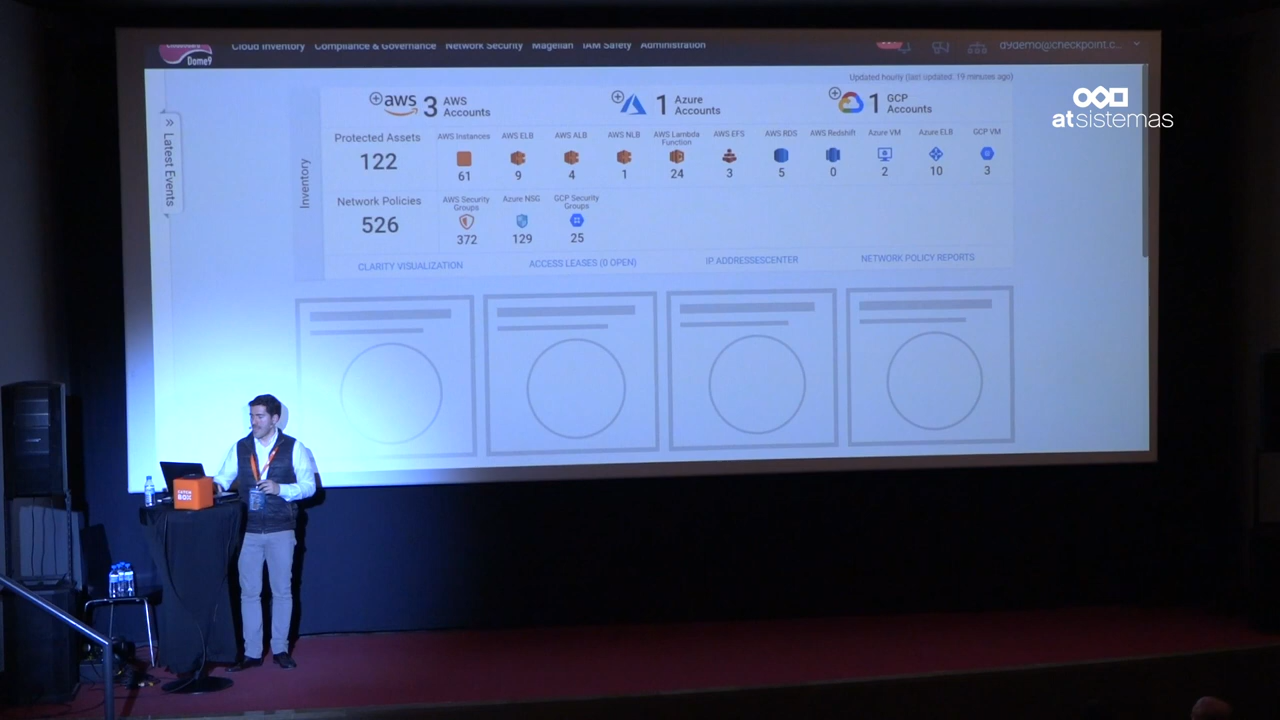 Dome9
Cloud Inventory Compliance & Governance Network Security Magellan IAM Safety Administration
d9demo@checkpoint.c...
Updated hourly (last updated, 19 minutes ago)
aws 3 AWS Accounts
1 Azure Accounts
1 GCP Accounts
atsistemas
Latest Events
Inventory
Protected Assets
122
AWS Instances
61
AWS ELB
9
AWS ALB
4
AWS NLB
1
AWS Lambda
Function
24
AWS EFS
3
AWS RDS
5
AWS Redshift
0
Azure VM
2
Azure ELB
10
GCP VM
3
Network Policies
526
AWS Security
Groups
372
Azure NSG
129
GCP Security
Groups
25
CLARITY VISUALIZATION
ACCESS LEASES (0 OPEN)
IP ADDRESSESCENTER
NETWORK POLICY REPORTS
BOX